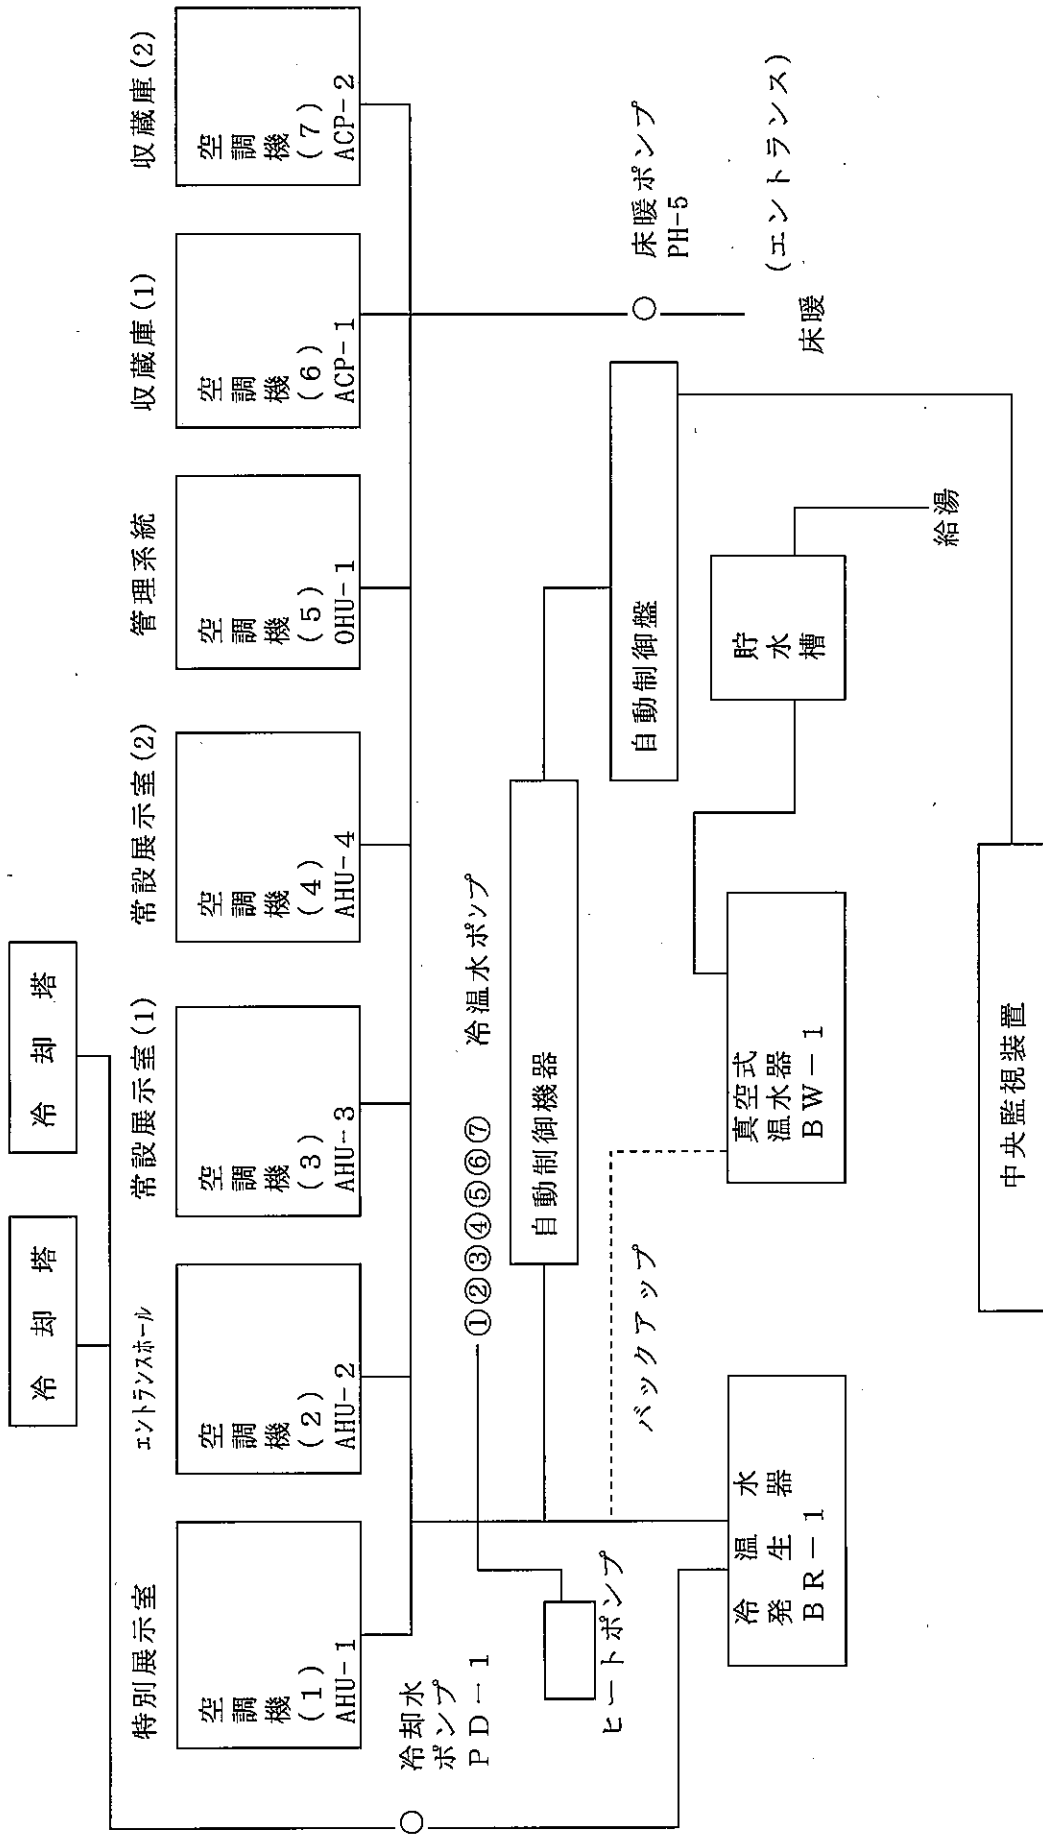 冷却塔
冷却塔
特別展示室
エントランスホール
常設展示室(1)
常設展示室(2)
管理系統
収蔵庫(1)
収蔵庫(2)
空調機
(1)
AHU-1
空調機
(2)
AHU-2
空調機
(3)
AHU-3
空調機
(4)
AHU-4
空調機
(5)
OHU-1
空調機
(6)
ACP-1
空調機
(7)
ACP-2
冷却水
ポンプ
PD-1
①②③④⑤⑥⑦ 冷温水ポンプ
ヒートポンプ
自動制御機器
自動制御盤
床暖ポンプ
PH-5
(エントランス)
床暖
バックアップ
冷温水
発生器
BR-1
真空式
温水器
BW-1
貯水槽
給湯
中央監視装置